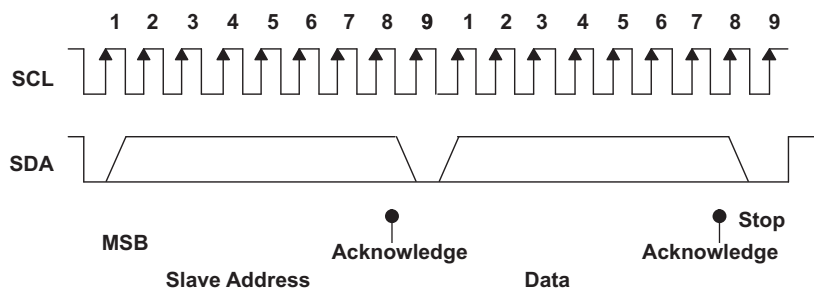 1 2 3 4 5 6 7 8 9 1 2 3 4 5 6 7 8 9
SCL
SDA
Stop
MSB
Acknowledge Acknowledge
Slave Address Data